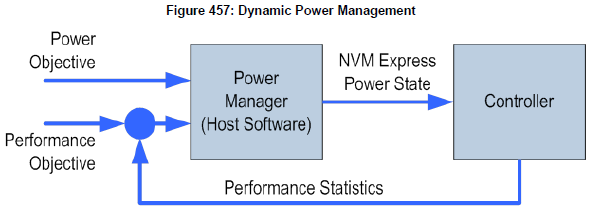 Figure 457: Dynamic Power Management
Power
Objective
Performance
Objective
Power
Manager
(Host Software)
NVM Express
Power State
Controller
Performance Statistics